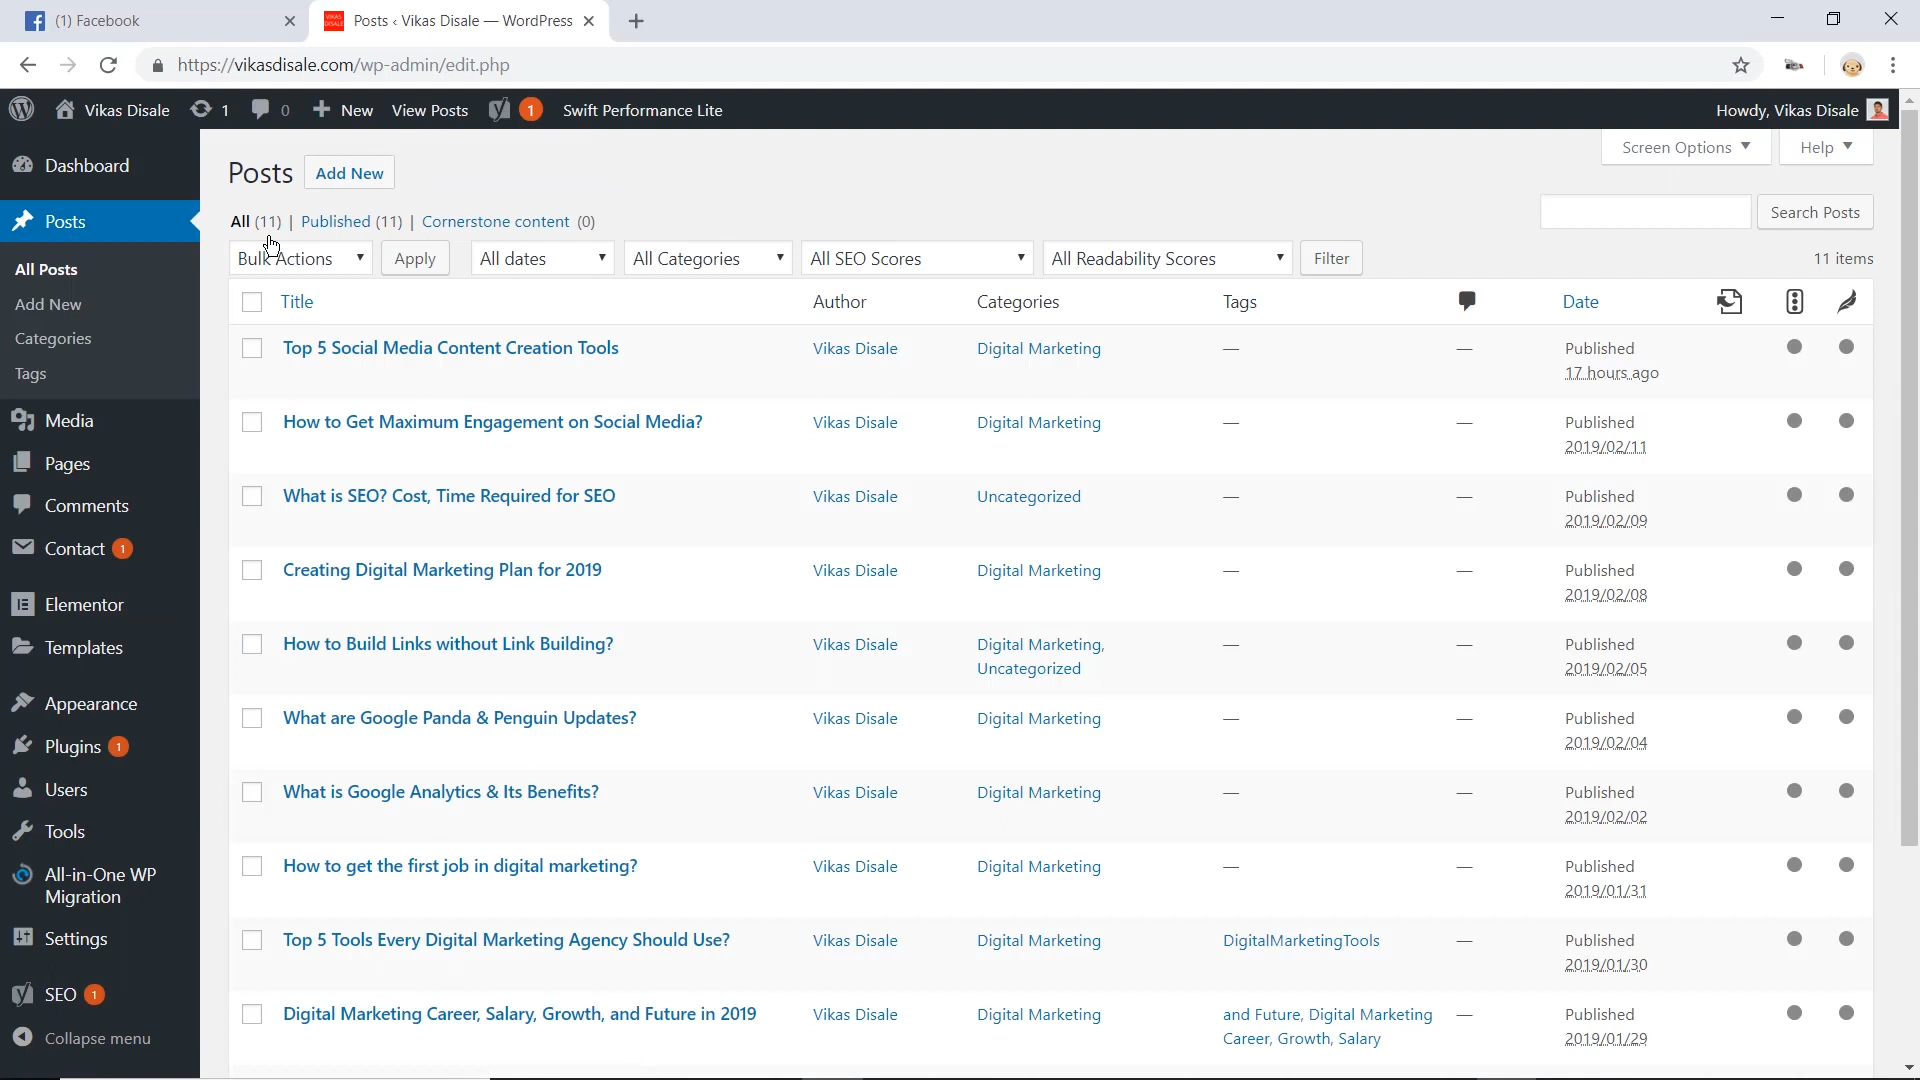 (1) Facebook
Posts ‹ Vikas Disale — WordPress
https://vikasdisale.com/wp-admin/edit.php
Vikas Disale 1 0 New View Posts 1 Swift Performance Lite Howdy, Vikas Disale
Dashboard
Posts
All Posts
Add New
Categories
Tags
Media
Pages
Comments
Contact 1
Elementor
Templates
Appearance
Plugins 1
Users
Tools
All-in-One WP
Migration
Settings
SEO 1
Collapse menu
Screen Options Help
Posts Add New
All (11) | Published (11) | Cornerstone content (0)
Search Posts
Bulk Actions Apply All dates All Categories All SEO Scores All Readability Scores Filter 11 items
Title Author Categories Tags Date
Top 5 Social Media Content Creation Tools Vikas Disale Digital Marketing — — Published
17 hours ago
How to Get Maximum Engagement on Social Media? Vikas Disale Digital Marketing — — Published
2019/02/11
What is SEO? Cost, Time Required for SEO Vikas Disale Uncategorized — — Published
2019/02/09
Creating Digital Marketing Plan for 2019 Vikas Disale Digital Marketing — — Published
2019/02/08
How to Build Links without Link Building? Vikas Disale Digital Marketing, — — Published
Uncategorized 2019/02/05
What are Google Panda & Penguin Updates? Vikas Disale Digital Marketing — — Published
2019/02/04
What is Google Analytics & Its Benefits? Vikas Disale Digital Marketing — — Published
2019/02/02
How to get the first job in digital marketing? Vikas Disale Digital Marketing — — Published
2019/01/31
Top 5 Tools Every Digital Marketing Agency Should Use? Vikas Disale Digital Marketing DigitalMarketingTools — Published
2019/01/30
Digital Marketing Career, Salary, Growth, and Future in 2019 Vikas Disale Digital Marketing and Future, Digital Marketing — Published
Career, Growth, Salary 2019/01/29